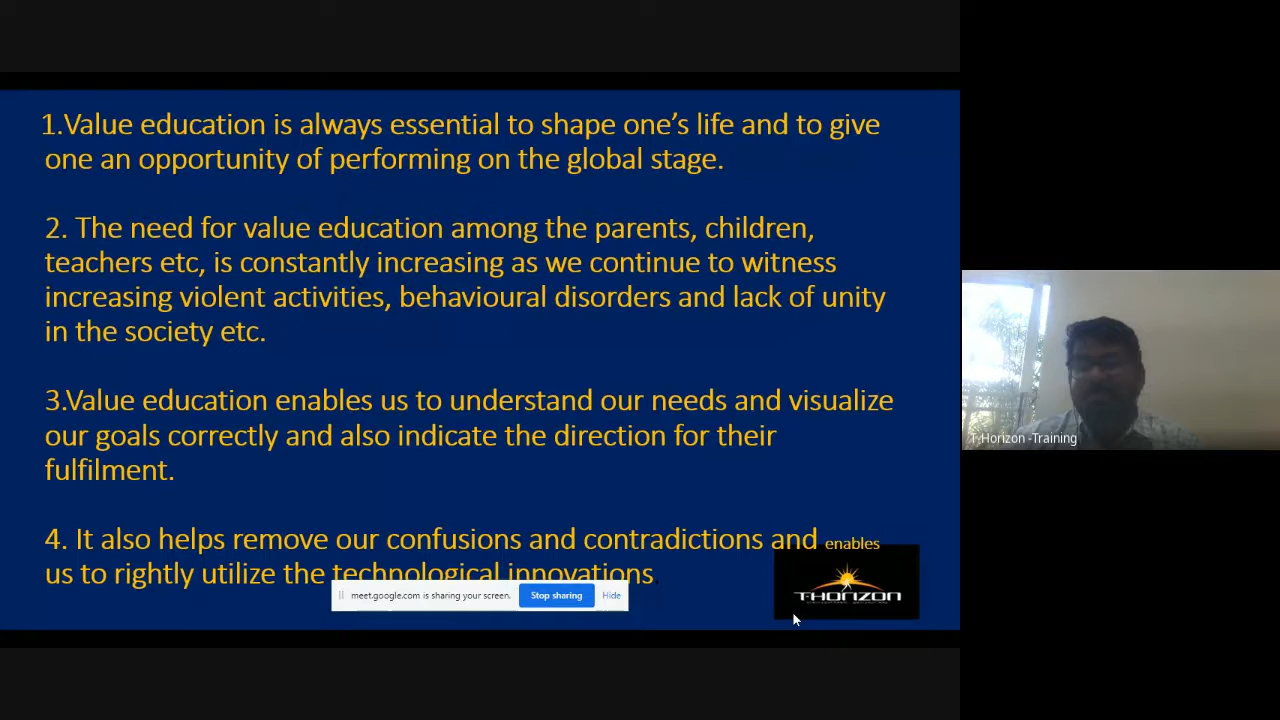 1.Value education is always essential to shape one's life and to give
one an opportunity of performing on the global stage.
2. The need for value education among the parents, children,
teachers etc, is constantly increasing as we continue to witness
increasing violent activities, behavioural disorders and lack of unity
in the society etc.
3.Value education enables us to understand our needs and visualize
our goals correctly and also indicate the direction for their
fulfilment.
4. It also helps remove our confusions and contradictions and enables
us to rightly utilize the technological innovations.
meet.google.com is sharing your screen. Stop sharing Hide
T-HORIZON
T-Horizon -Training